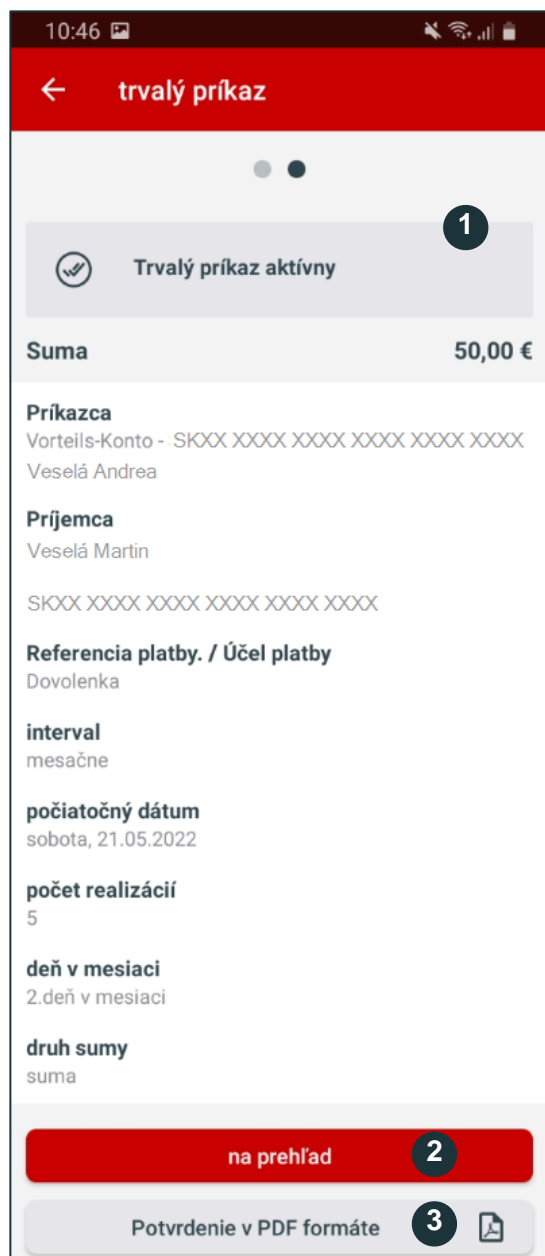 10:46
trvalý príkaz
1
Trvalý príkaz aktívny
Suma 50,00 €
Príkazca
Vorteils-Konto - SKXX XXXX XXXX XXXX XXXX XXXX
Veselá Andrea
Príjemca
Veselá Martin
SKXX XXXX XXXX XXXX XXXX XXXX
Referencia platby. / Účel platby
Dovolenka
interval
mesačne
počiatočný dátum
sobota, 21.05.2022
počet realizácií
5
deň v mesiaci
2.deň v mesiaci
druh sumy
suma
na prehľad 2
Potvrdenie v PDF formáte 3